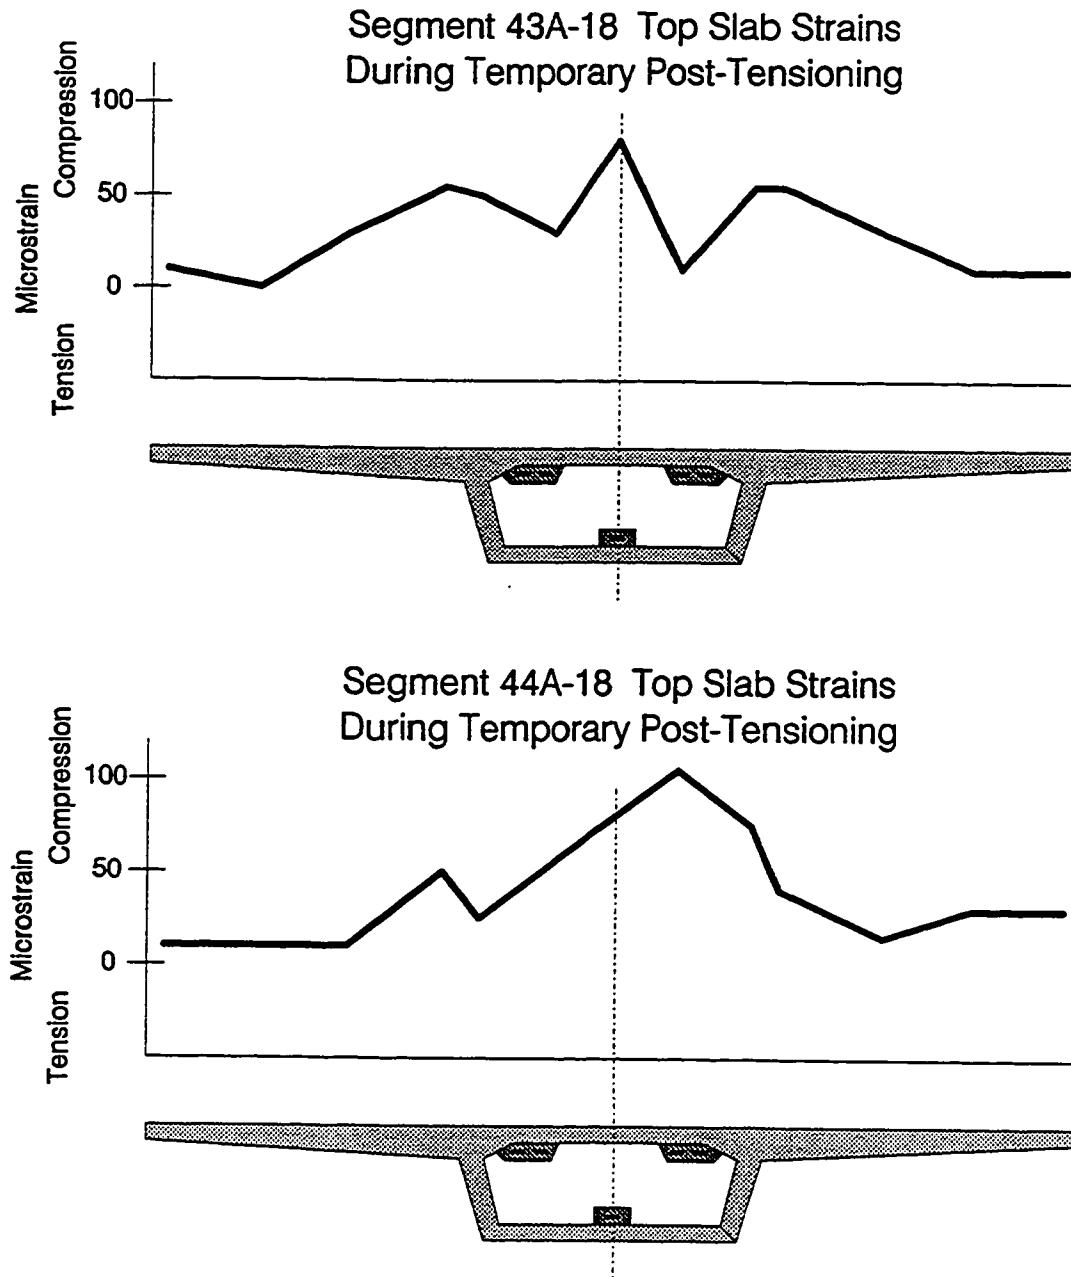 Segment 43A-18 Top Slab Strains
During Temporary Post-Tensioning
Compression
Microstrain
Tension
100
50
0
Segment 44A-18 Top Slab Strains
During Temporary Post-Tensioning
Compression
Microstrain
Tension
100
50
0